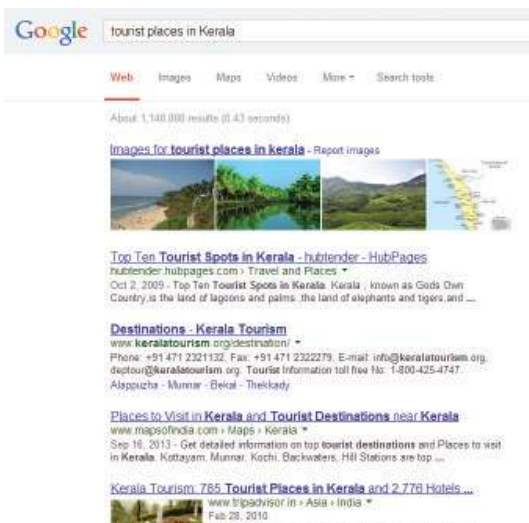 Google tourist places in Kerala
Web Images Maps Videos More Search tools
About 1,140,000 results (0.43 seconds)
Images for tourist places in kerala - Report images
Top Ten Tourist Spots in Kerala - hubtender - HubPages
hubtender.hubpages.com › Travel and Places
Oct 2, 2009 - Top Ten Tourist Spots in Kerala. Kerala , known as Gods Own
Country,is the land of lagoons and palms ,the land of elephants and tigers,and ....
Destinations - Kerala Tourism
www.keralatourism.org/destination/
Phone: +91 471 2321132, Fax: +91 471 2322279, E-mail: info@keralatourism.org,
deptour@keralatourism.org. Tourist Information toll free No: 1-800-425-4747.
Alappuzha - Munnar - Bekal - Thekkady
Places to Visit in Kerala and Tourist Destinations near Kerala
www.mapsofindia.com › Maps › Kerala
Sep 16, 2013 - Get detailed information on top tourist destinations and Places to visit
in Kerala. Kottayam, Munnar, Kochi, Backwaters, Hill Stations are top ....
Kerala Tourism: 785 Tourist Places in Kerala and 2,776 Hotels ...
www.tripadvisor.in › Asia › India
Feb 28, 2010